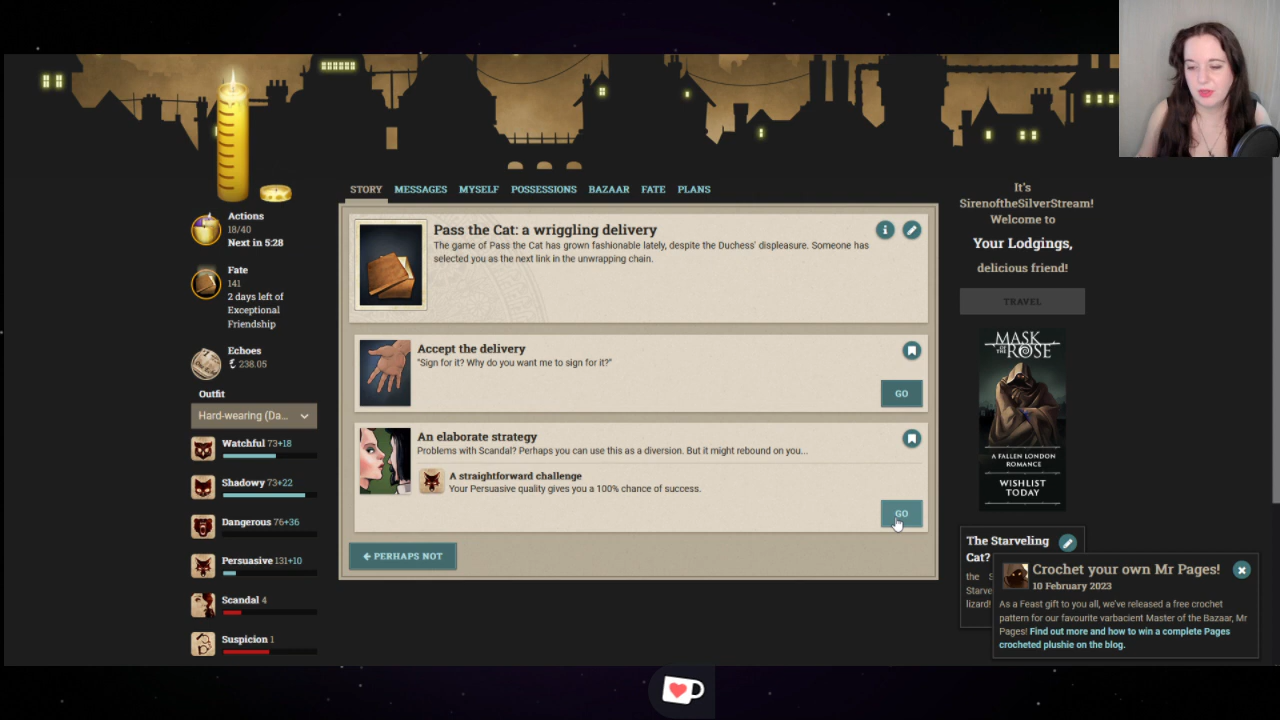 Actions
18/40
Next in 5:28
Fate
141
2 days left of
Exceptional
Friendship
Echoes
238.05
Outfit
Hard-wearing (Da...
Watchful 73+18
Shadowy 73+22
Dangerous 76+36
Persuasive 131+10
Scandal 4
Suspicion 1
STORY MESSAGES MYSELF POSSESSIONS BAZAAR FATE PLANS
Pass the Cat: a wriggling delivery
The game of Pass the Cat has grown fashionable lately, despite the Duchess' displeasure. Someone has
selected you as the next link in the unwrapping chain.
Accept the delivery
"Sign for it? Why do you want me to sign for it?"
GO
An elaborate strategy
Problems with Scandal? Perhaps you can use this as a diversion. But it might rebound on you...
A straightforward challenge
Your Persuasive quality gives you a 100% chance of success.
GO
PERHAPS NOT
It's
SirenoftheSilverStream!
Welcome to
Your Lodgings,
delicious friend!
TRAVEL
MASK
OF THE ROSE
A FALLEN LONDON
ROMANCE
WISHLIST
TODAY
The Starveling
Cat?
the S
Starve
lizard!
Crochet your own Mr Pages!
10 February 2023
As a Feast gift to you all, we've released a free crochet
pattern for our favourite varbacient Master of the Bazaar, Mr
Pages! Find out more and how to win a complete Pages
crocheted plushie on the blog.